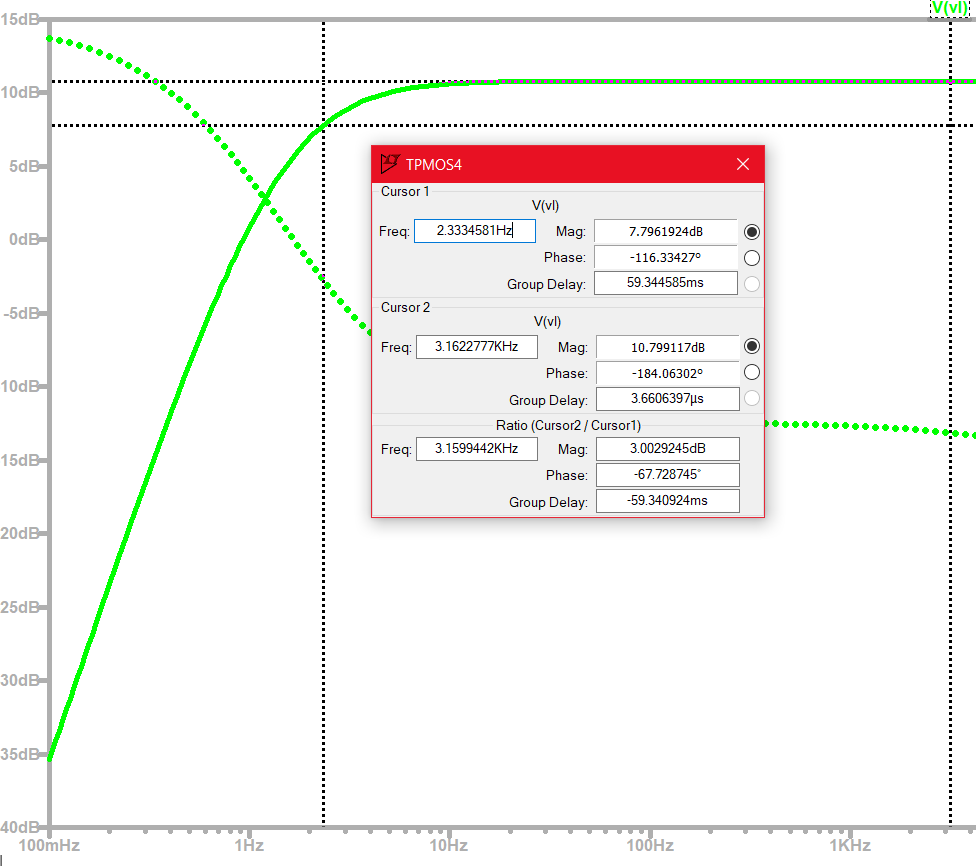 V(vl)
15dB
10dB
5dB
0dB
-5dB
10dB
15dB
20dB
25dB
30dB
35dB
40dB
100mHz 1Hz 10Hz 100Hz 1KHz
TPMOS4
Cursor 1
V(vl)
Freq: 2.3334581Hz Mag: 7.7961924dB
Phase: -116.33427º
Group Delay: 59.344585ms
Cursor 2
V(vl)
Freq: 3.1622777KHz Mag: 10.799117dB
Phase: -184.06302º
Group Delay: 3.6606397µs
Ratio (Cursor2 / Cursor1)
Freq: 3.1599442KHz Mag: 3.0029245dB
Phase: -67.728745°
Group Delay: -59.340924ms